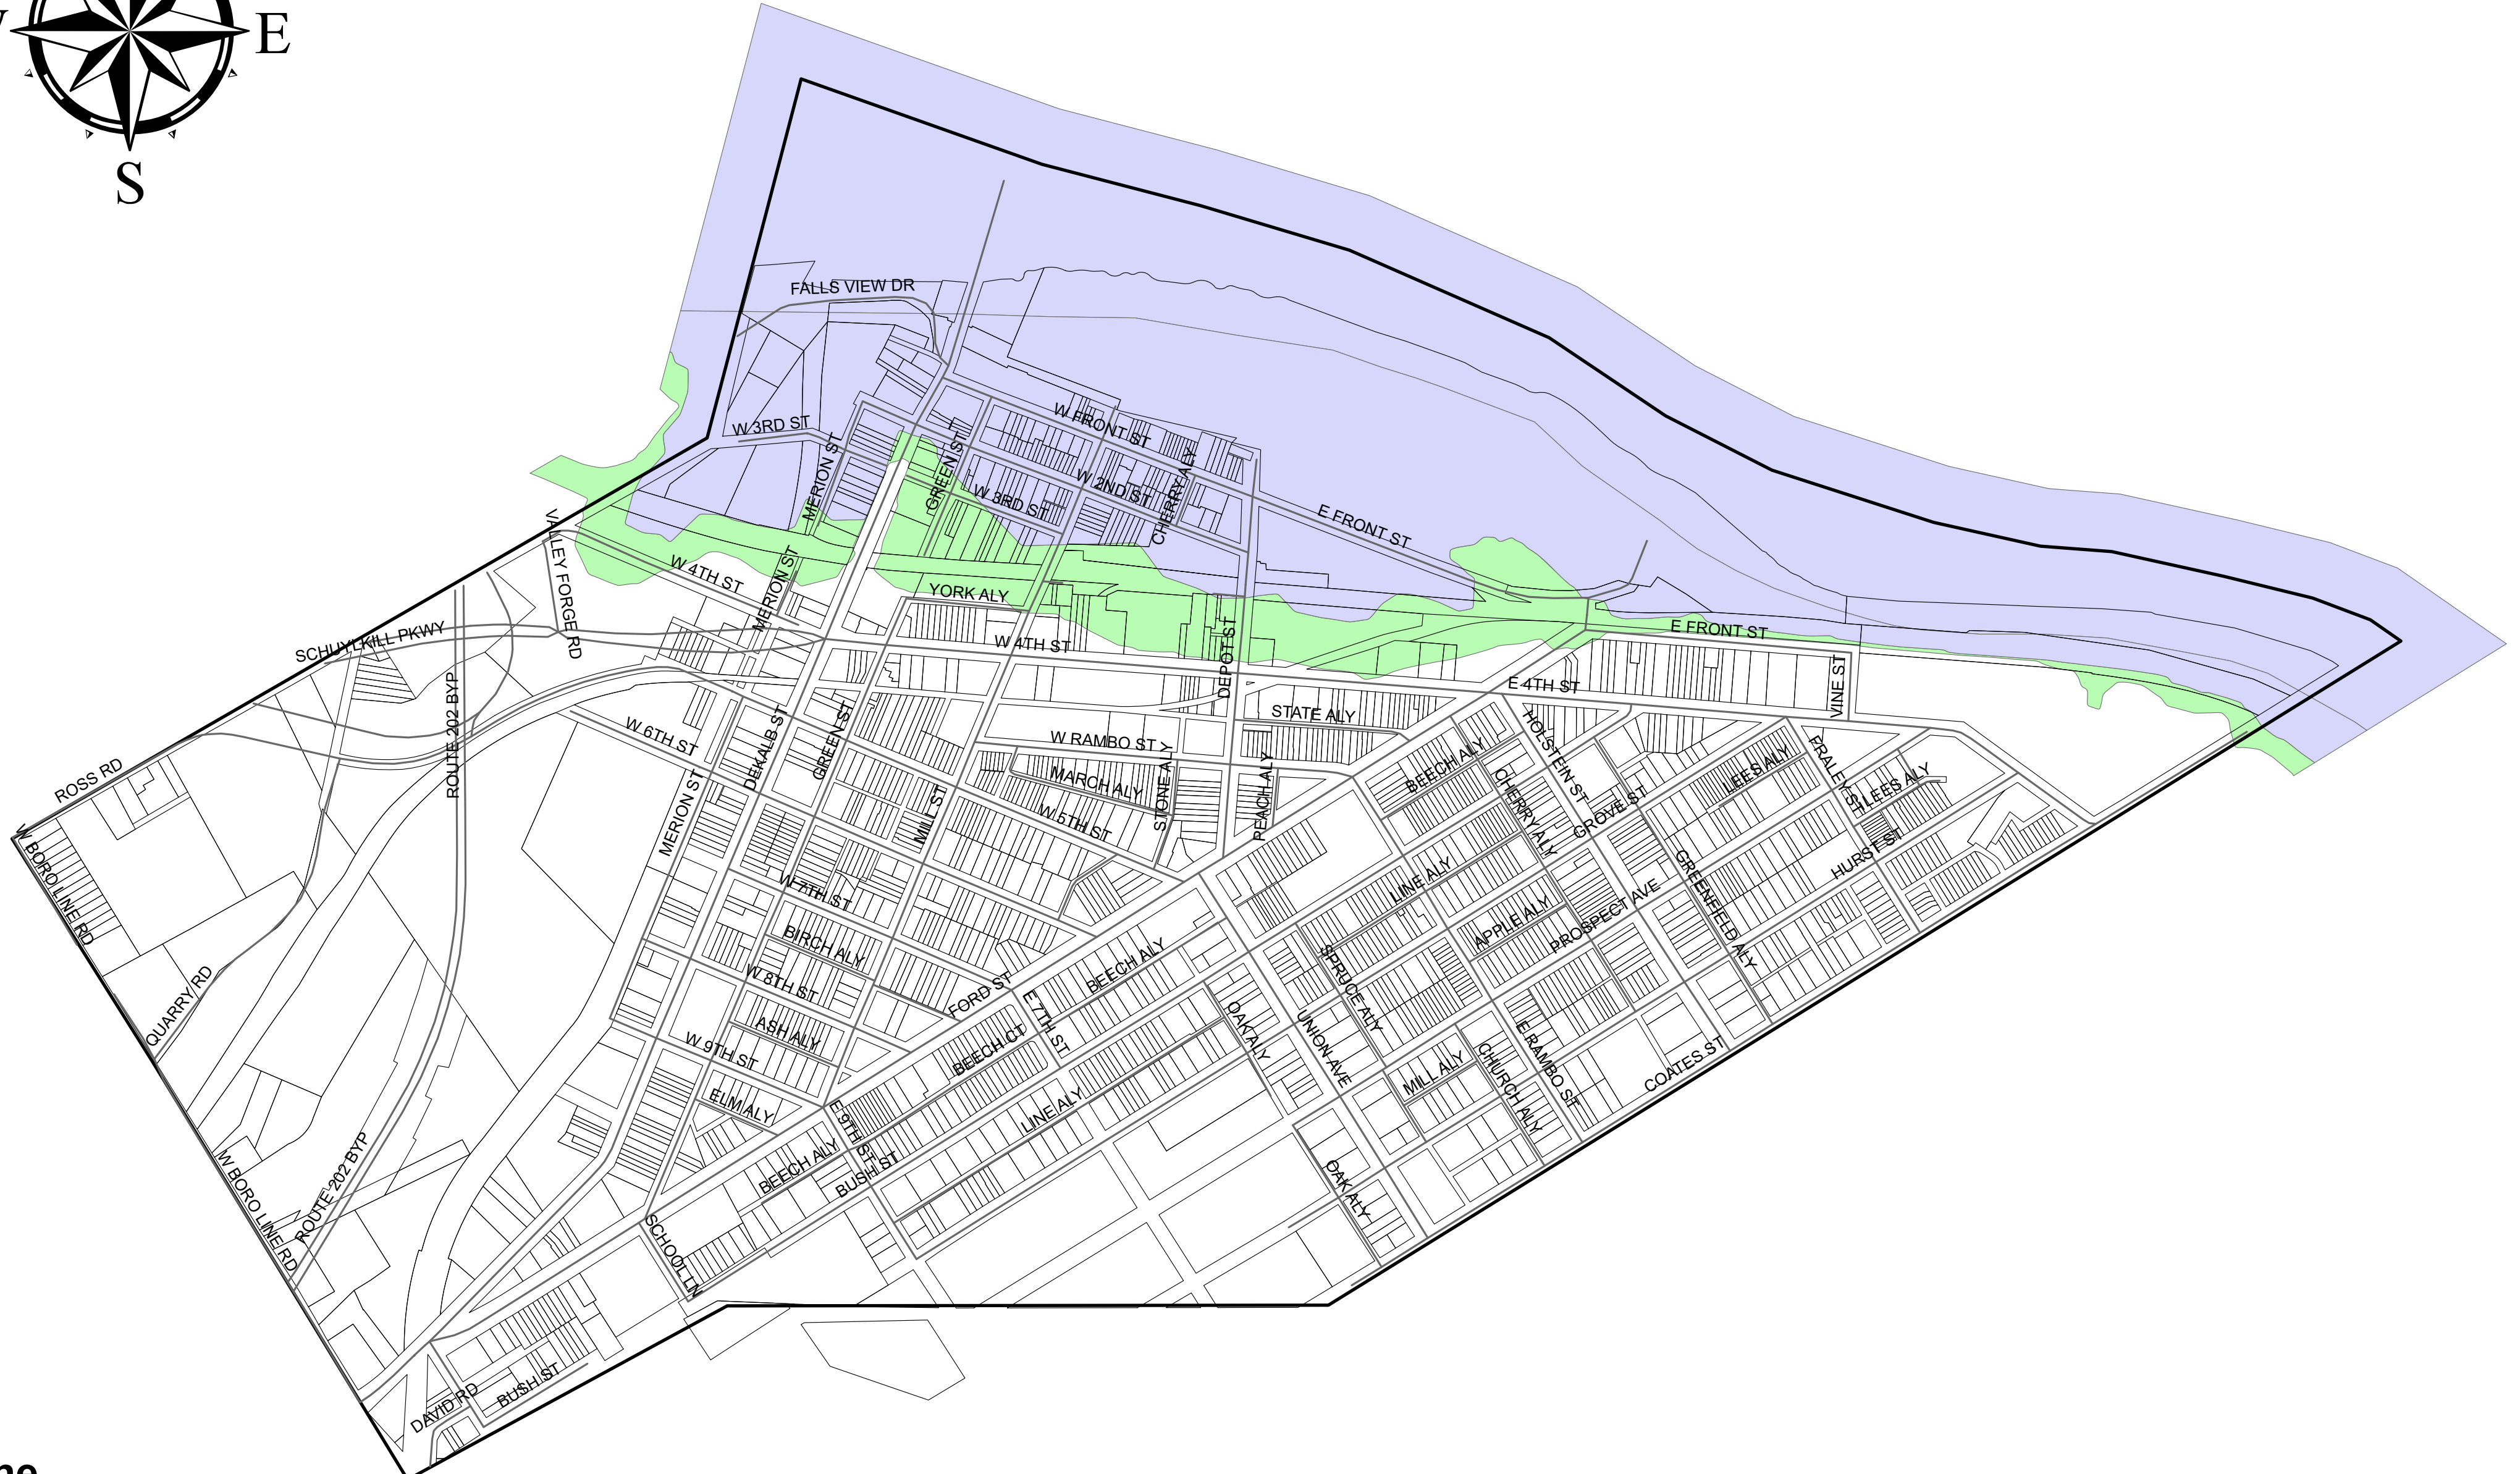 E
S
FALLS VIEW DR
W FRONT ST
W 3RD ST
MERION ST
GREEN ST
W 2ND ST
CHERRY ALY
W 3RD ST
E FRONT ST
VALLEY FORGE RD
W 4TH ST
MERION ST
YORK ALY
W 4TH ST
DEPOT ST
E FRONT ST
SCHUYLKILL PKWY
E 4TH ST
VINE ST
ROUTE 202 BYP
W 6TH ST
DEKALB ST
GREEN ST
STATE ALY
W RAMBO ST
HOLSTEIN ST
BEECH ALY
FRALEY ST
LEES ALY
LEES ALY
ROSS RD
MARCH ALY
STONE ALY
PEACH ALY
CHERRY ALY
GROVE ST
MERION ST
MILL ST
W 5TH ST
HURST ST
W BORO LINE RD
W 7TH ST
LINE ALY
GREENFIELD ALY
BIRCH ALY
APPLE ALY
PROSPECT AVE
W 8TH ST
FORD ST
BEECH ALY
SPRUCE ALY
QUARRY RD
ASH ALY
E 7TH ST
OAK ALY
UNION AVE
W 9TH ST
BEECH CT
E RAMBO ST
COATES ST
MILL ALY
CHURCH ALY
ELM ALY
LINE ALY
E 9TH ST
W BORO LINE RD
ROUTE 202 BYP
BEECH ALY
BUSH ST
OAK ALY
SCHOOL LN
DAVID RD
BUSH ST